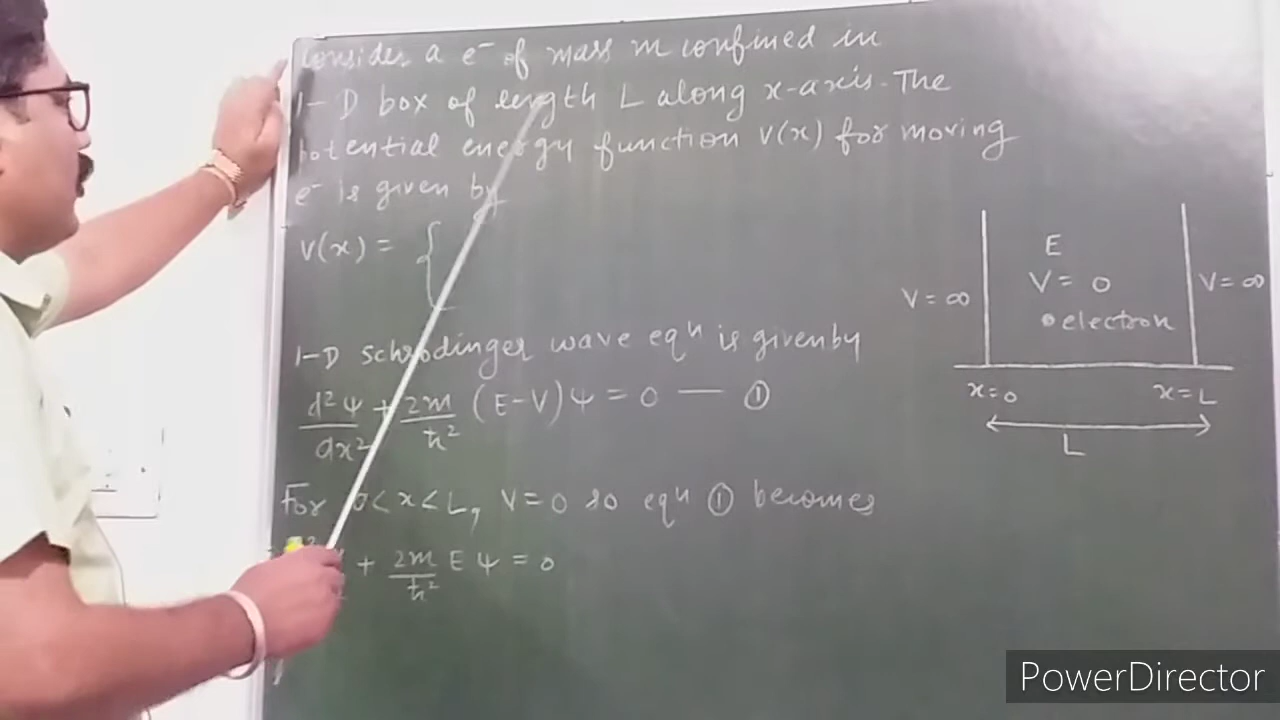 Consider a e⁻ of mass m confined in
1-D box of length L along x-axis. The
potential energy function V(x) for moving
e⁻ is given by
V(x) = {
1-D schrodinger wave eqⁿ is given by
d²ψ/dx² + 2m/ħ² (E-V)ψ = 0 — ①
For 0<x<L, V=0 so eqⁿ ① becomes
+ 2m/ħ² E ψ = 0
E
V = ∞ V = 0 V = ∞
electron
x=0 x=L
L
PowerDirector